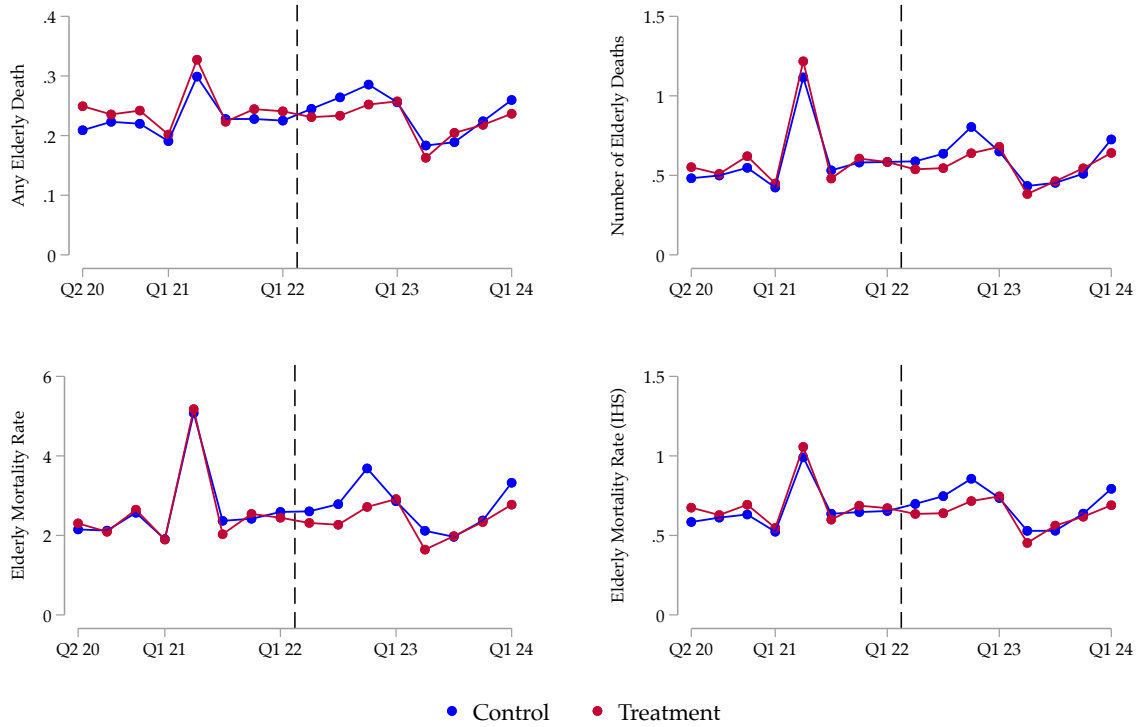 Any Elderly Death
.4
.3
.2
.1
0
Q2 20 Q1 21 Q1 22 Q1 23 Q1 24
Number of Elderly Deaths
1.5
1
.5
0
Q2 20 Q1 21 Q1 22 Q1 23 Q1 24
Elderly Mortality Rate
6
4
2
0
Q2 20 Q1 21 Q1 22 Q1 23 Q1 24
Elderly Mortality Rate (IHS)
1.5
1
.5
0
Q2 20 Q1 21 Q1 22 Q1 23 Q1 24
Control Treatment